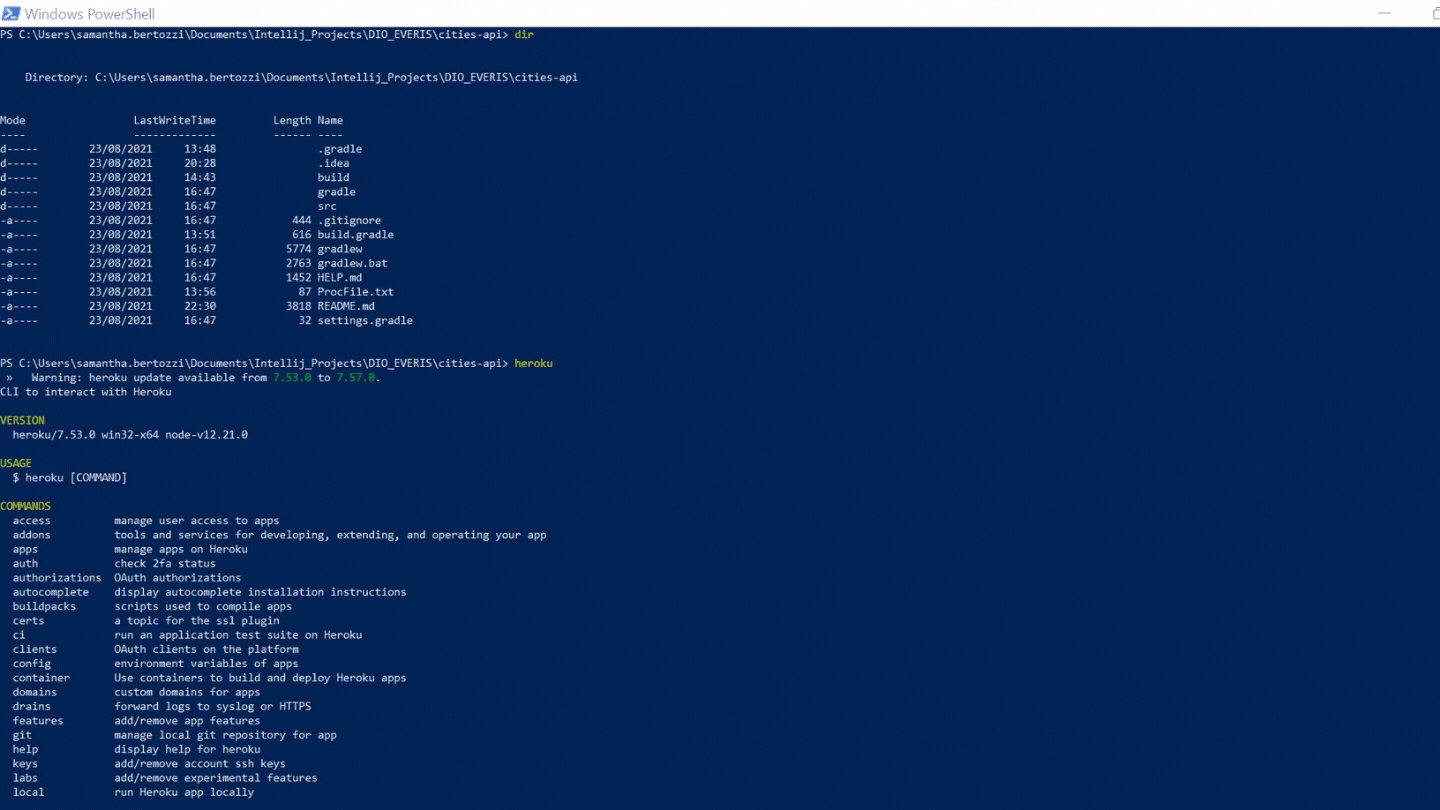 Windows PowerShell
PS C:\Users\samantha.bertozzi\Documents\Intellij_Projects\DIO_EVERIS\cities-api> dir
Directory: C:\Users\samantha.bertozzi\Documents\Intellij_Projects\DIO_EVERIS\cities-api
Mode LastWriteTime Length Name
---- ------------- ------ ----
d----- 23/08/2021 13:48 .gradle
d----- 23/08/2021 20:28 .idea
d----- 23/08/2021 14:43 build
d----- 23/08/2021 16:47 gradle
d----- 23/08/2021 16:47 src
-a---- 23/08/2021 16:47 444 .gitignore
-a---- 23/08/2021 13:51 616 build.gradle
-a---- 23/08/2021 16:47 5774 gradlew
-a---- 23/08/2021 16:47 2763 gradlew.bat
-a---- 23/08/2021 16:47 1452 HELP.md
-a---- 23/08/2021 13:56 87 ProcFile.txt
-a---- 23/08/2021 22:30 3818 README.md
-a---- 23/08/2021 16:47 32 settings.gradle
PS C:\Users\samantha.bertozzi\Documents\Intellij_Projects\DIO_EVERIS\cities-api> heroku
» Warning: heroku update available from 7.53.0 to 7.57.0.
CLI to interact with Heroku
VERSION
heroku/7.53.0 win32-x64 node-v12.21.0
USAGE
$ heroku [COMMAND]
COMMANDS
access manage user access to apps
addons tools and services for developing, extending, and operating your app
apps manage apps on Heroku
auth check 2fa status
authorizations OAuth authorizations
autocomplete display autocomplete installation instructions
buildpacks scripts used to compile apps
certs a topic for the ssl plugin
ci run an application test suite on Heroku
clients OAuth clients on the platform
config environment variables of apps
container Use containers to build and deploy Heroku apps
domains custom domains for apps
drains forward logs to syslog or HTTPS
features add/remove app features
git manage local git repository for app
help display help for heroku
keys add/remove account ssh keys
labs add/remove experimental features
local run Heroku app locally